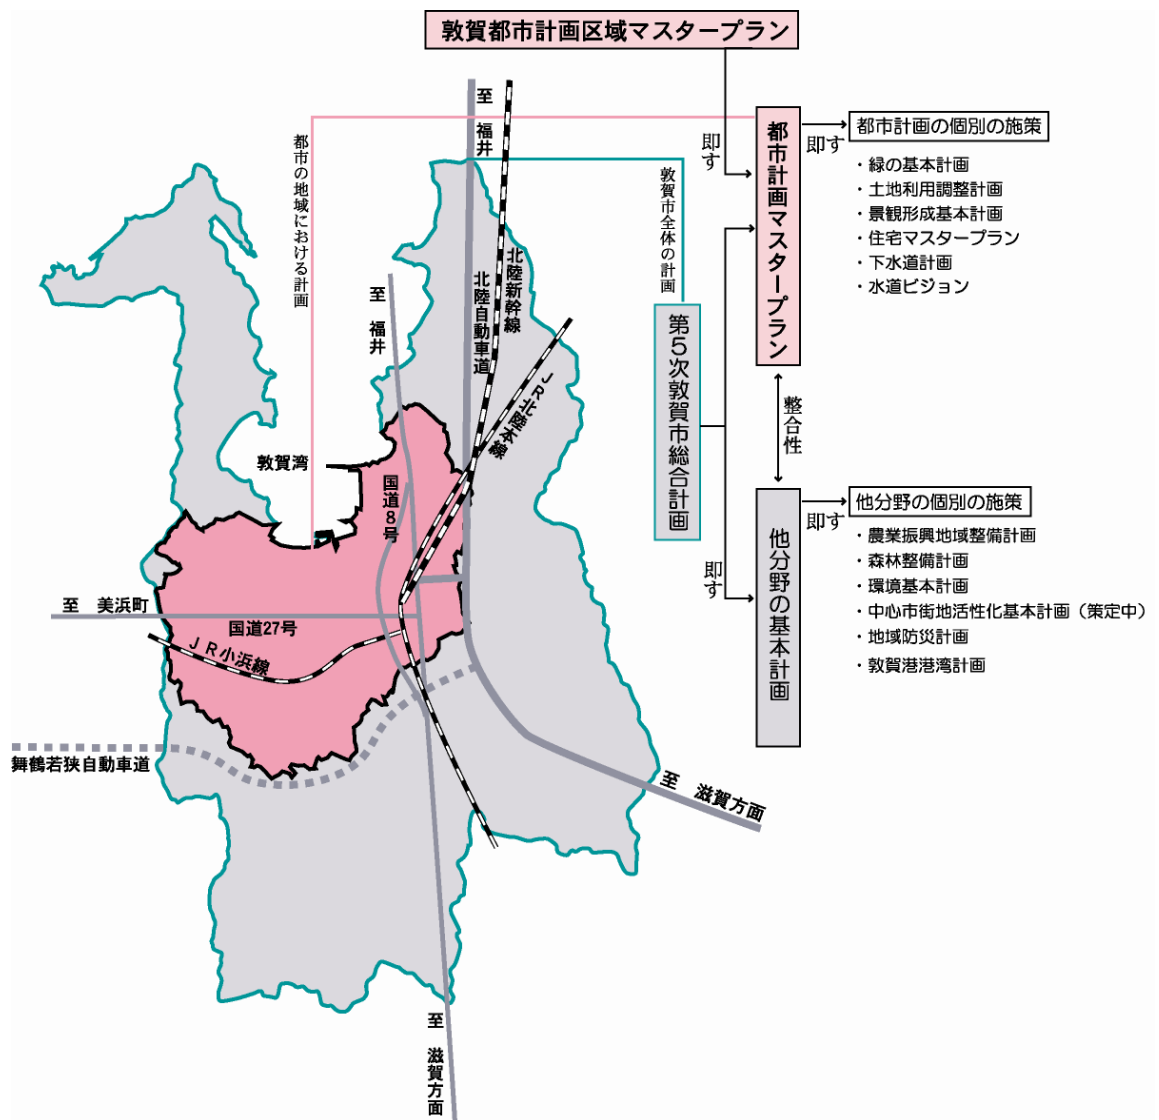 敦賀都市計画区域マスタープラン
至 福井
都市の地域における計画
敦賀市全体の計画
即す
都市計画マスタープラン
即す
都市計画の個別の施策
・緑の基本計画
・土地利用調整計画
・景観形成基本計画
・住宅マスタープラン
・下水道計画
・水道ビジョン
北陸自動車道
北陸新幹線
至 福井
JR北陸本線
第5次敦賀市総合計画
整合性
敦賀湾
国道8号
即す
他分野の基本計画
即す
他分野の個別の施策
・農業振興地域整備計画
・森林整備計画
・環境基本計画
・中心市街地活性化基本計画（策定中）
・地域防災計画
・敦賀港港湾計画
至 美浜町
国道27号
JR小浜線
舞鶴若狭自動車道
至 滋賀方面
至 滋賀方面